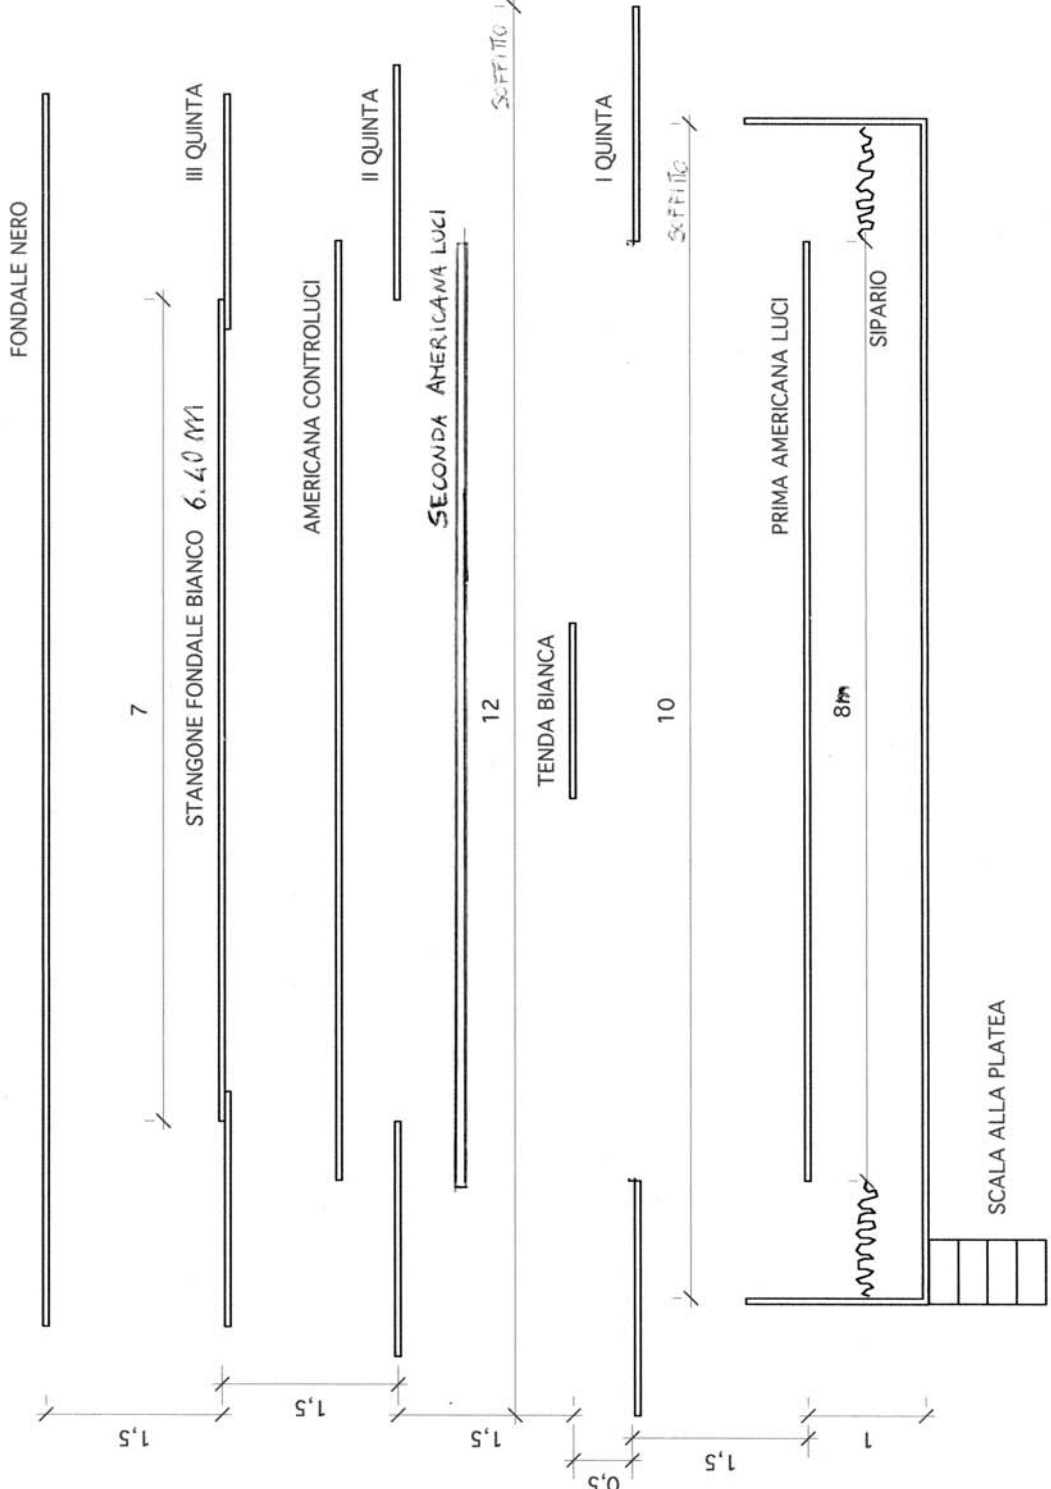 FONDALE NERO
1,5
7
III QUINTA
STANGONE FONDALE BIANCO 6.40 m
1,5
AMERICANA CONTROLUCI
II QUINTA
SECONDA AMERICANA LUCI
1,5
12
SOFFITTO
TENDA BIANCA
0,5
I QUINTA
10
SOFFITTO
1,5
PRIMA AMERICANA LUCI
8m
SIPARIO
1
SCALA ALLA PLATEA